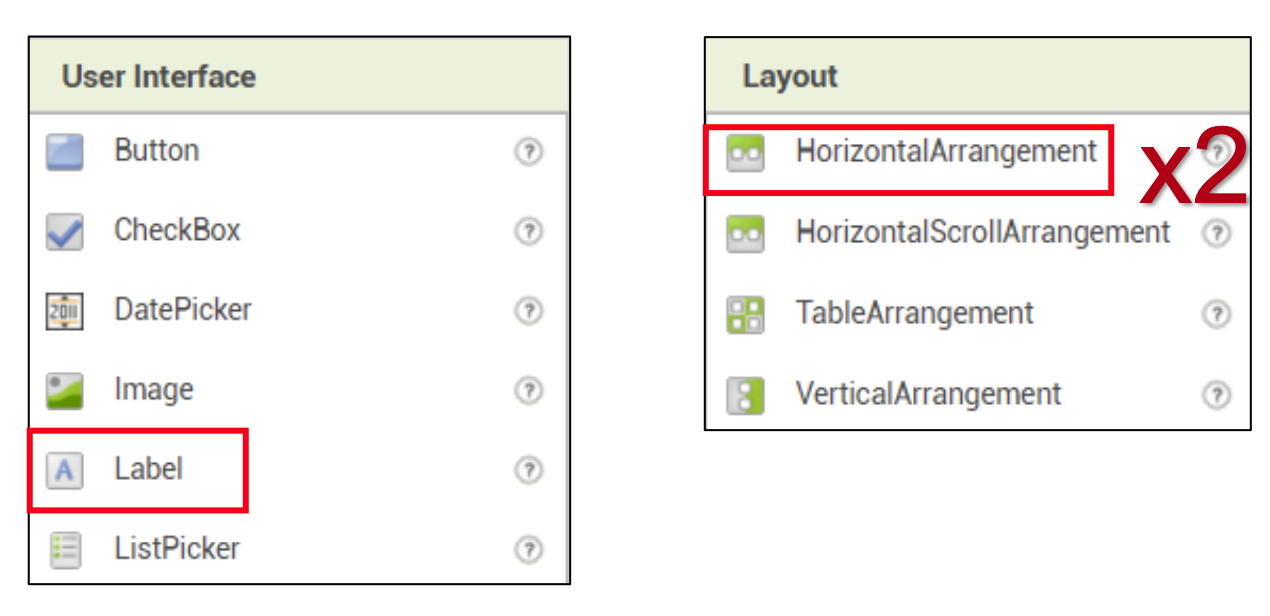 User Interface
Button
CheckBox
2011
DatePicker
Image
A
Label
ListPicker
Layout
HorizontalArrangement
x2
HorizontalScrollArrangement
TableArrangement
VerticalArrangement